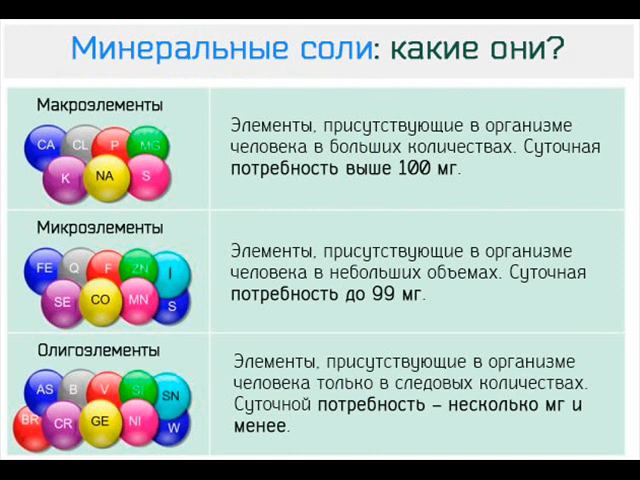 Минеральные соли: какие они?
Макроэлементы
CA CL P MG
K NA S
Элементы, присутствующие в организме
человека в больших количествах. Суточная
потребность выше 100 мг.
Микроэлементы
FE Q F ZN I
SE CO MN S
Элементы, присутствующие в организме
человека в небольших объемах. Суточная
потребность до 99 мг.
Олигоэлементы
AS B V SI SN
BR CR GE NI W
Элементы, присутствующие в организме
человека только в следовых количествах.
Суточной потребность – несколько мг и
менее.